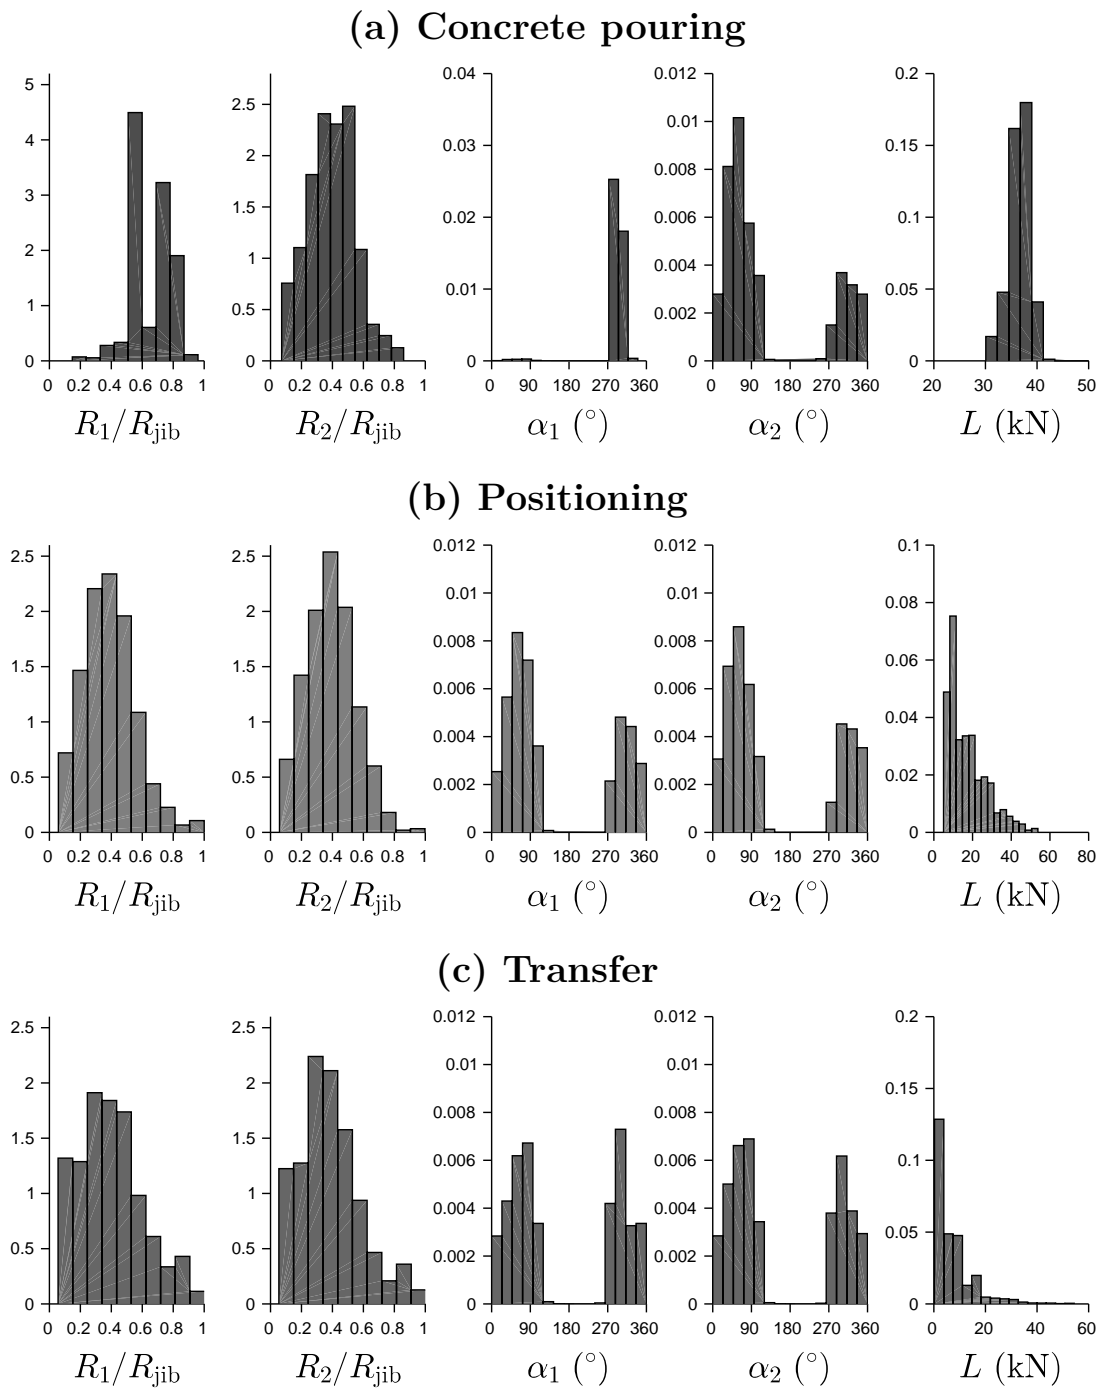 (a) Concrete pouring
5 4 3 2 1 0
0 0.2 0.4 0.6 0.8 1
R1/Rjib
2.5 2 1.5 1 0.5 0
0 0.2 0.4 0.6 0.8 1
R2/Rjib
0.04 0.03 0.02 0.01 0
0 90 180 270 360
α1 (°)
0.012 0.01 0.008 0.006 0.004 0.002 0
0 90 180 270 360
α2 (°)
0.2 0.15 0.1 0.05 0
20 30 40 50
L (kN)
(b) Positioning
2.5 2 1.5 1 0.5 0
0 0.2 0.4 0.6 0.8 1
R1/Rjib
2.5 2 1.5 1 0.5 0
0 0.2 0.4 0.6 0.8 1
R2/Rjib
0.012 0.01 0.008 0.006 0.004 0.002 0
0 90 180 270 360
α1 (°)
0.012 0.01 0.008 0.006 0.004 0.002 0
0 90 180 270 360
α2 (°)
0.1 0.08 0.06 0.04 0.02 0
0 20 40 60 80
L (kN)
(c) Transfer
2.5 2 1.5 1 0.5 0
0 0.2 0.4 0.6 0.8 1
R1/Rjib
2.5 2 1.5 1 0.5 0
0 0.2 0.4 0.6 0.8 1
R2/Rjib
0.012 0.01 0.008 0.006 0.004 0.002 0
0 90 180 270 360
α1 (°)
0.012 0.01 0.008 0.006 0.004 0.002 0
0 90 180 270 360
α2 (°)
0.2 0.15 0.1 0.05 0
0 20 40 60
L (kN)